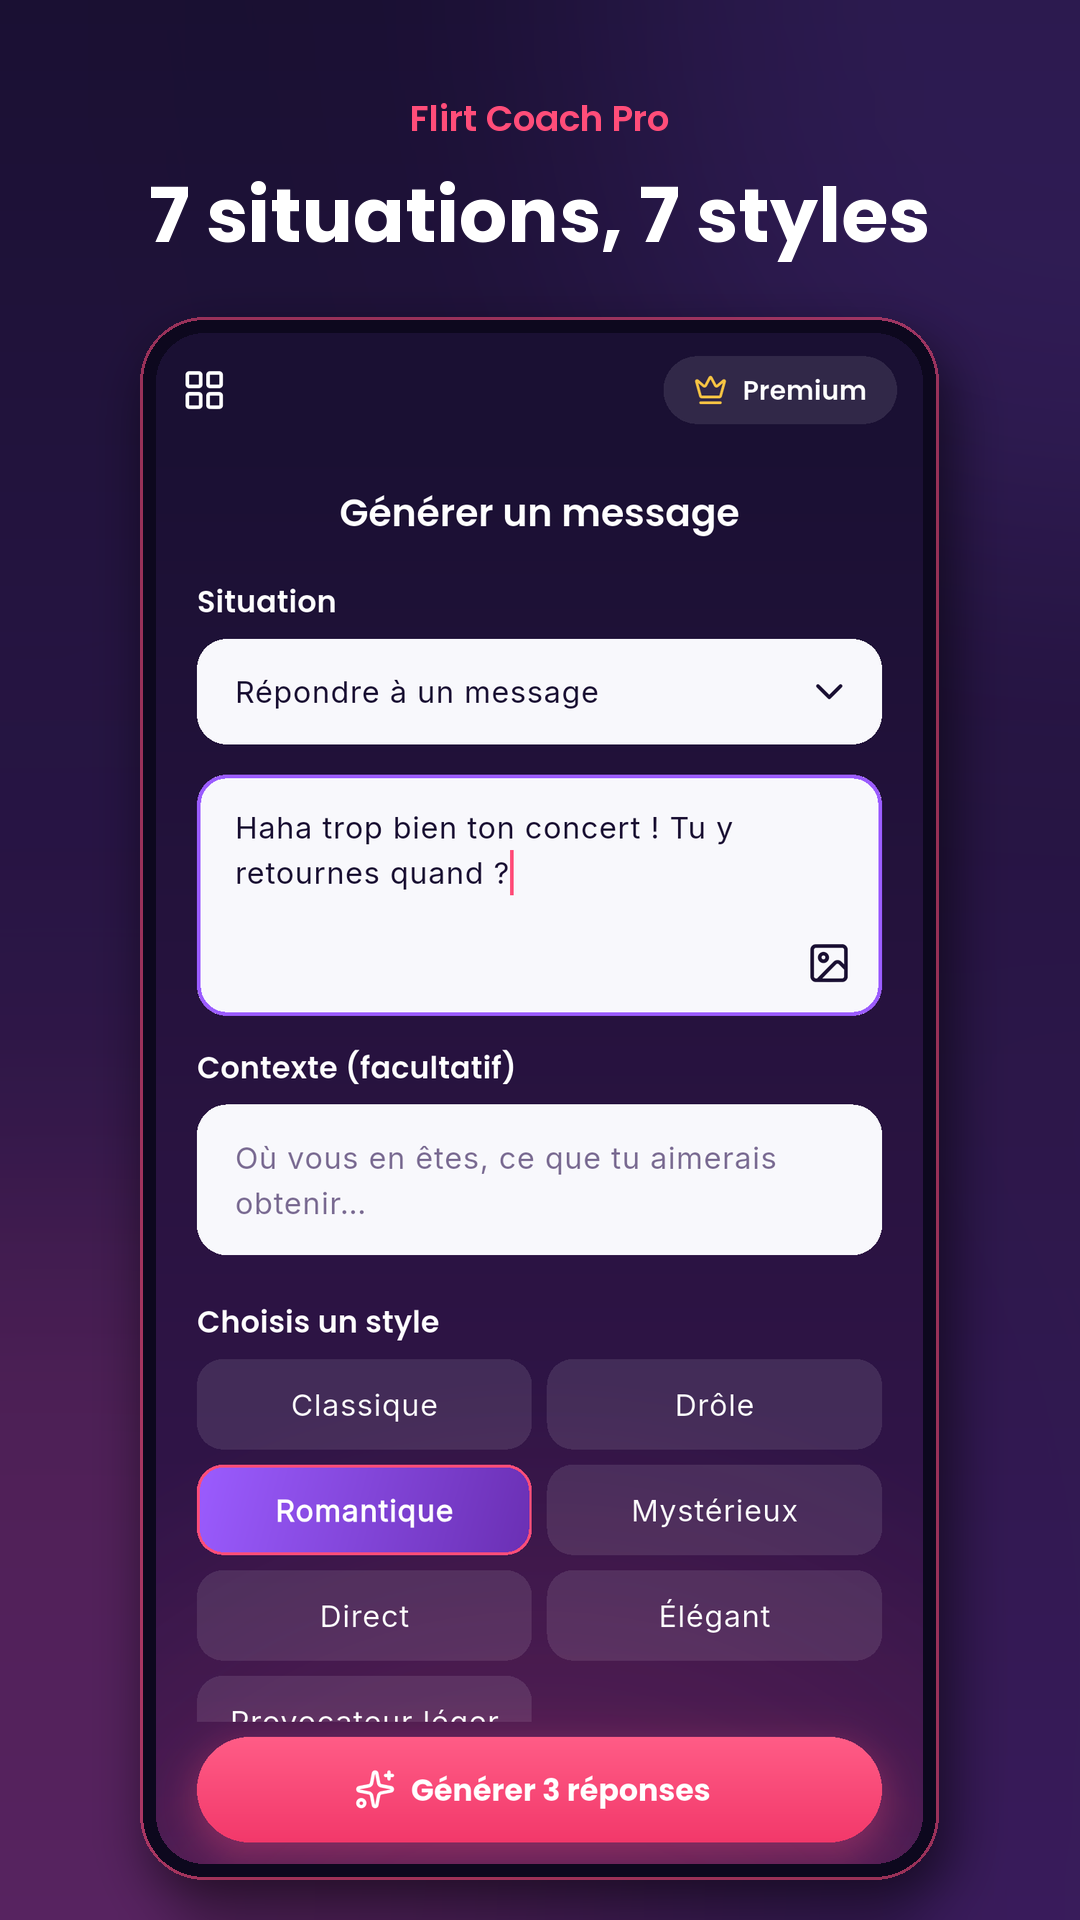 Flirt Coach Pro
7 situations, 7 styles
Premium
Générer un message
Situation
Répondre à un message
Haha trop bien ton concert ! Tu y
retournes quand ?
Contexte (facultatif)
Où vous en êtes, ce que tu aimerais
obtenir...
Choisis un style
Classique
Drôle
Romantique
Mystérieux
Direct
Élégant
Provocateur léger
Générer 3 réponses